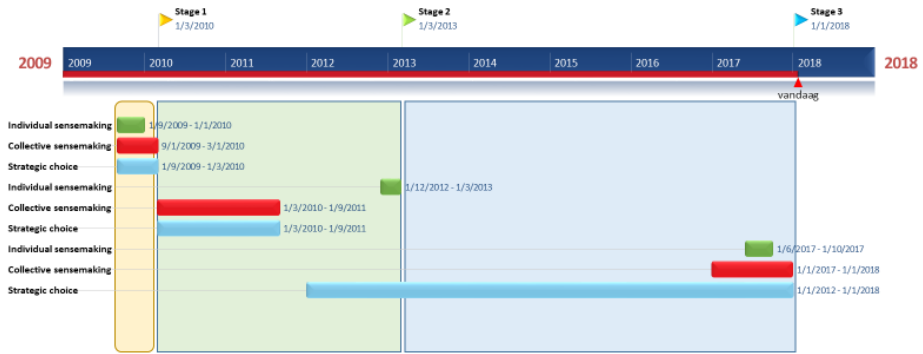 Stage 1
1/3/2010
Stage 2
1/3/2013
Stage 3
1/1/2018
2009 2009 2010 2011 2012 2013 2014 2015 2016 2017 2018 2018
vandaag
Individual sensemaking 1/9/2009 - 1/1/2010
Collective sensemaking 9/1/2009 - 3/1/2010
Strategic choice 1/9/2009 - 1/3/2010
Individual sensemaking 1/12/2012 - 1/3/2013
Collective sensemaking 1/3/2010 - 1/9/2011
Strategic choice 1/3/2010 - 1/9/2011
Individual sensemaking 1/6/2017 - 1/10/2017
Collective sensemaking 1/1/2017 - 1/1/2018
Strategic choice 1/1/2012 - 1/1/2018